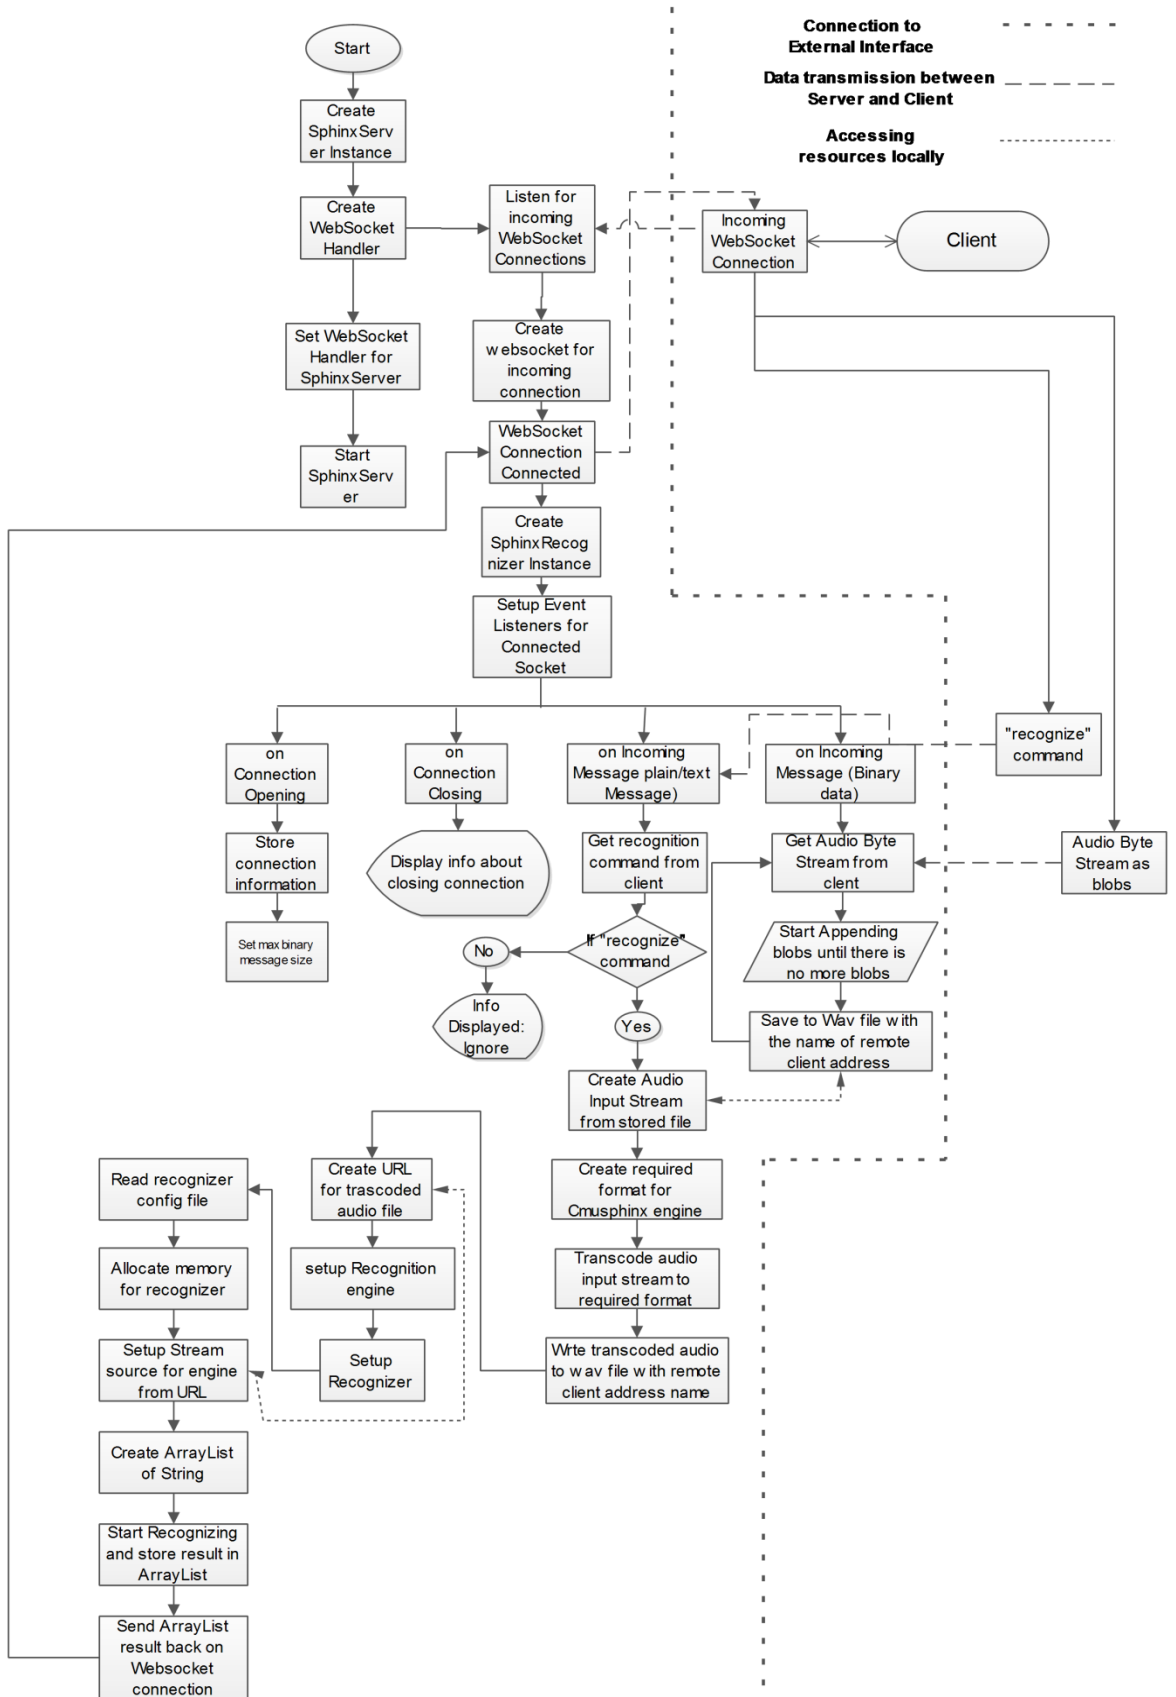 Start
Create
SphinxServ
er Instance
Create
WebSocket
Handler
Set WebSocket
Handler for
SphinxServer
Start
SphinxServ
er
Listen for
incoming
WebSocket
Connections
Create
websocket for
incoming
connection
WebSocket
Connection
Connected
Create
SphinxRecog
nizer Instance
Setup Event
Listeners for
Connected
Socket
Connection to
External Interface
Data transmission between
Server and Client
Accessing
resources locally
Incoming
WebSocket
Connection
Client
"recognize"
command
Audio Byte
Stream as
blobs
on
Connection
Opening
Store
connection
information
Set max binary
message size
on
Connection
Closing
Display info about
closing connection
on Incoming
Message plain/text
Message)
Get recognition
command from
client
If "recognize"
command
No
Info
Displayed:
Ignore
Yes
on Incoming
Message (Binary
data)
Get Audio Byte
Stream from
clent
Start Appending
blobs until there is
no more blobs
Save to Wav file with
the name of remote
client address
Create Audio
Input Stream
from stored file
Create required
format for
Cmusphinx engine
Transcode audio
input stream to
required format
Wrte transcoded audio
to wav file with remote
client address name
Create URL
for trascoded
audio file
setup Recognition
engine
Setup
Recognizer
Read recognizer
config file
Allocate memory
for recognizer
Setup Stream
source for engine
from URL
Create ArrayList
of String
Start Recognizing
and store result in
ArrayList
Send ArrayList
result back on
Websocket
connection